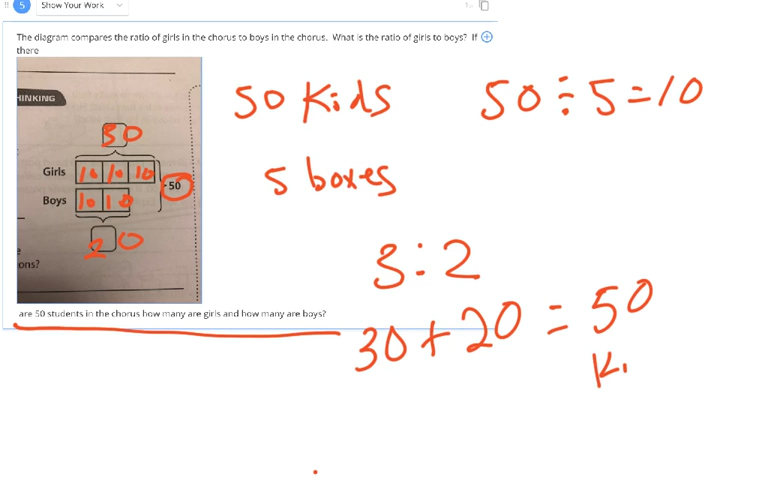 5 Show Your Work
The diagram compares the ratio of girls in the chorus to boys in the chorus. What is the ratio of girls to boys? If
there
HINKING
30
Girls 10 10 10
50
Boys 10 10
20
ons?
are 50 students in the chorus how many are girls and how many are boys?
50 Kids
50 ÷ 5 = 10
5 boxes
3 : 2
30 + 20 = 50
Ki